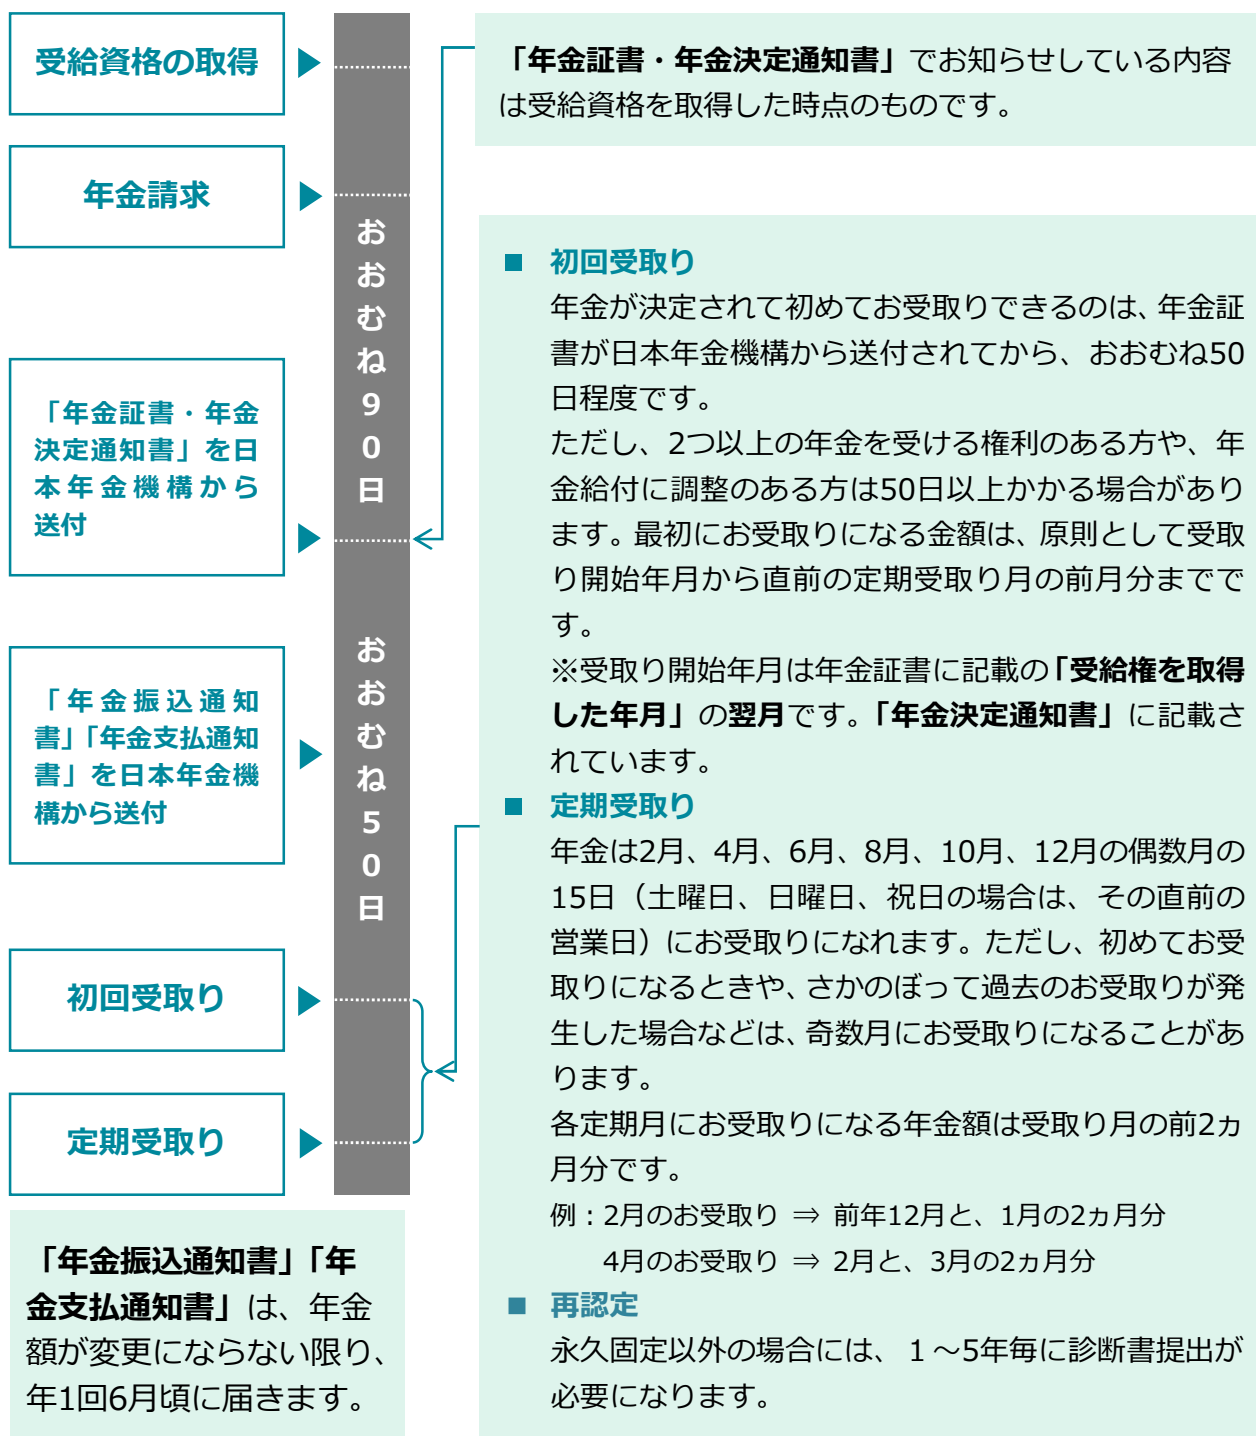 受給資格の取得
年金請求
「年金証書・年金
決定通知書」を日
本年金機構から
送付
「年金振込通知
書」「年金支払通知
書」を日本年金機
構から送付
初回受取り
定期受取り
おおむね90日
おおむね50日
「年金振込通知書」「年
金支払通知書」は、年金
額が変更にならない限り、
年1回6月頃に届きます。
「年金証書・年金決定通知書」でお知らせしている内容
は受給資格を取得した時点のものです。
■ 初回受取り
年金が決定されて初めてお受取りできるのは、年金証
書が日本年金機構から送付されてから、おおむね50
日程度です。
ただし、2つ以上の年金を受ける権利のある方や、年
金給付に調整のある方は50日以上かかる場合があり
ます。最初にお受取りになる金額は、原則として受取
り開始年月から直前の定期受取り月の前月分までで
す。
※受取り開始年月は年金証書に記載の「受給権を取得
した年月」の翌月です。「年金決定通知書」に記載さ
れています。
■ 定期受取り
年金は2月、4月、6月、8月、10月、12月の偶数月の
15日（土曜日、日曜日、祝日の場合は、その直前の
営業日）にお受取りになれます。ただし、初めてお受
取りになるときや、さかのぼって過去のお受取りが発
生した場合などは、奇数月にお受取りになることがあ
ります。
各定期月にお受取りになる年金額は受取り月の前2ヵ
月分です。
例：2月のお受取り ⇒ 前年12月と、1月の2ヵ月分
4月のお受取り ⇒ 2月と、3月の2ヵ月分
■ 再認定
永久固定以外の場合には、１～5年毎に診断書提出が
必要になります。